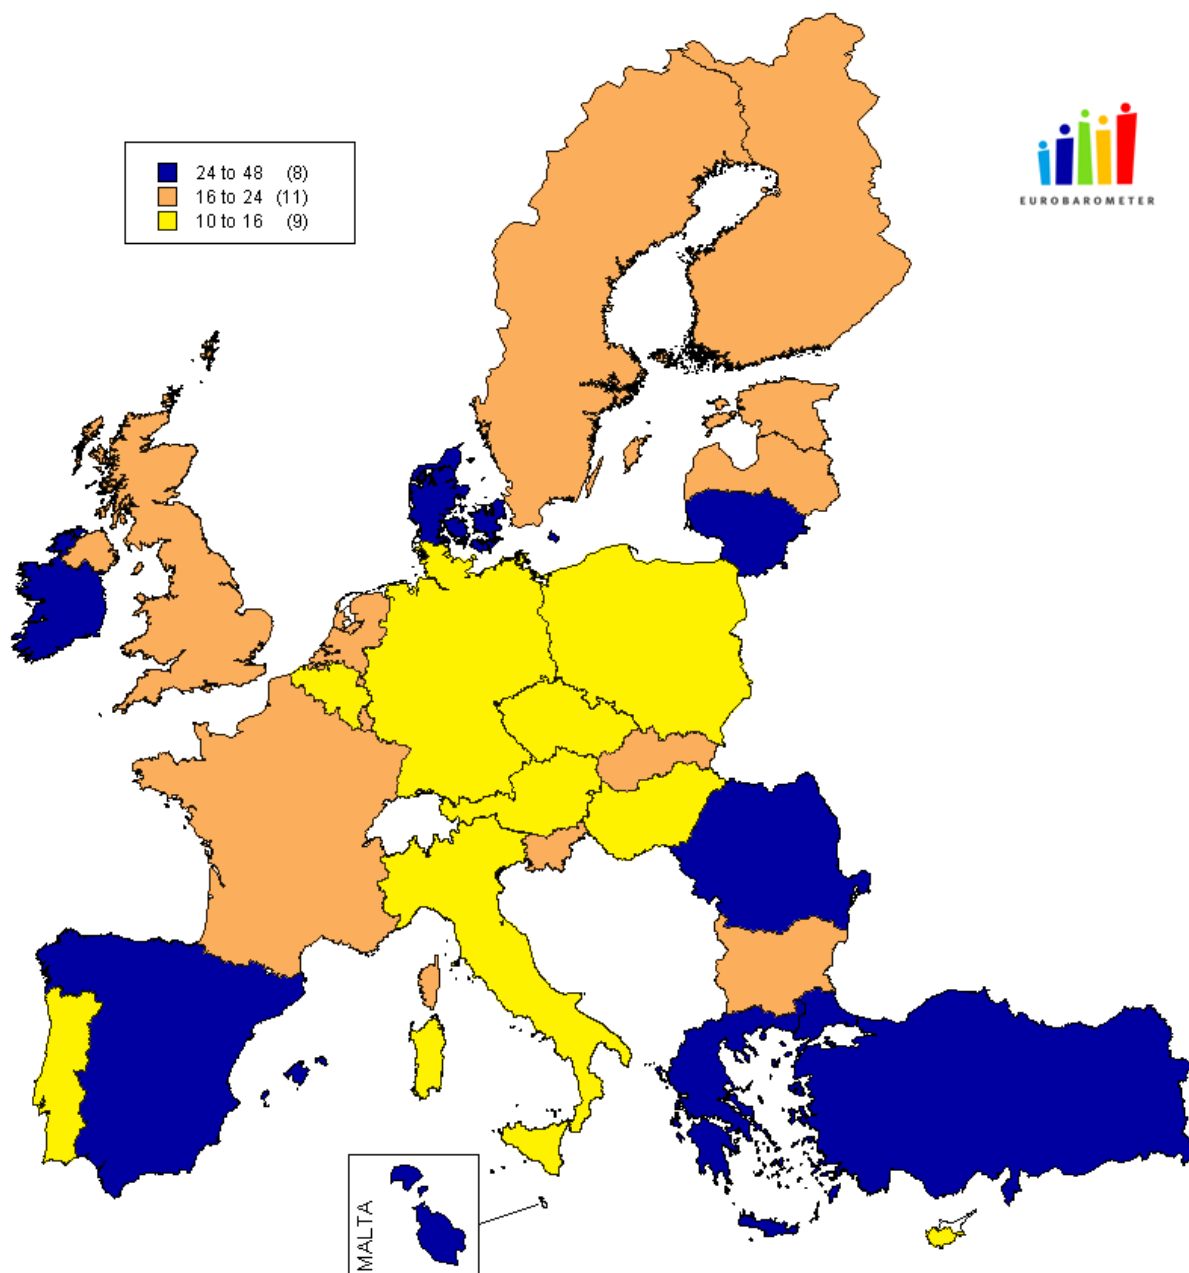 24 to 48 (8)
16 to 24 (11)
10 to 16 (9)
EUROBAROMETER
MALTA